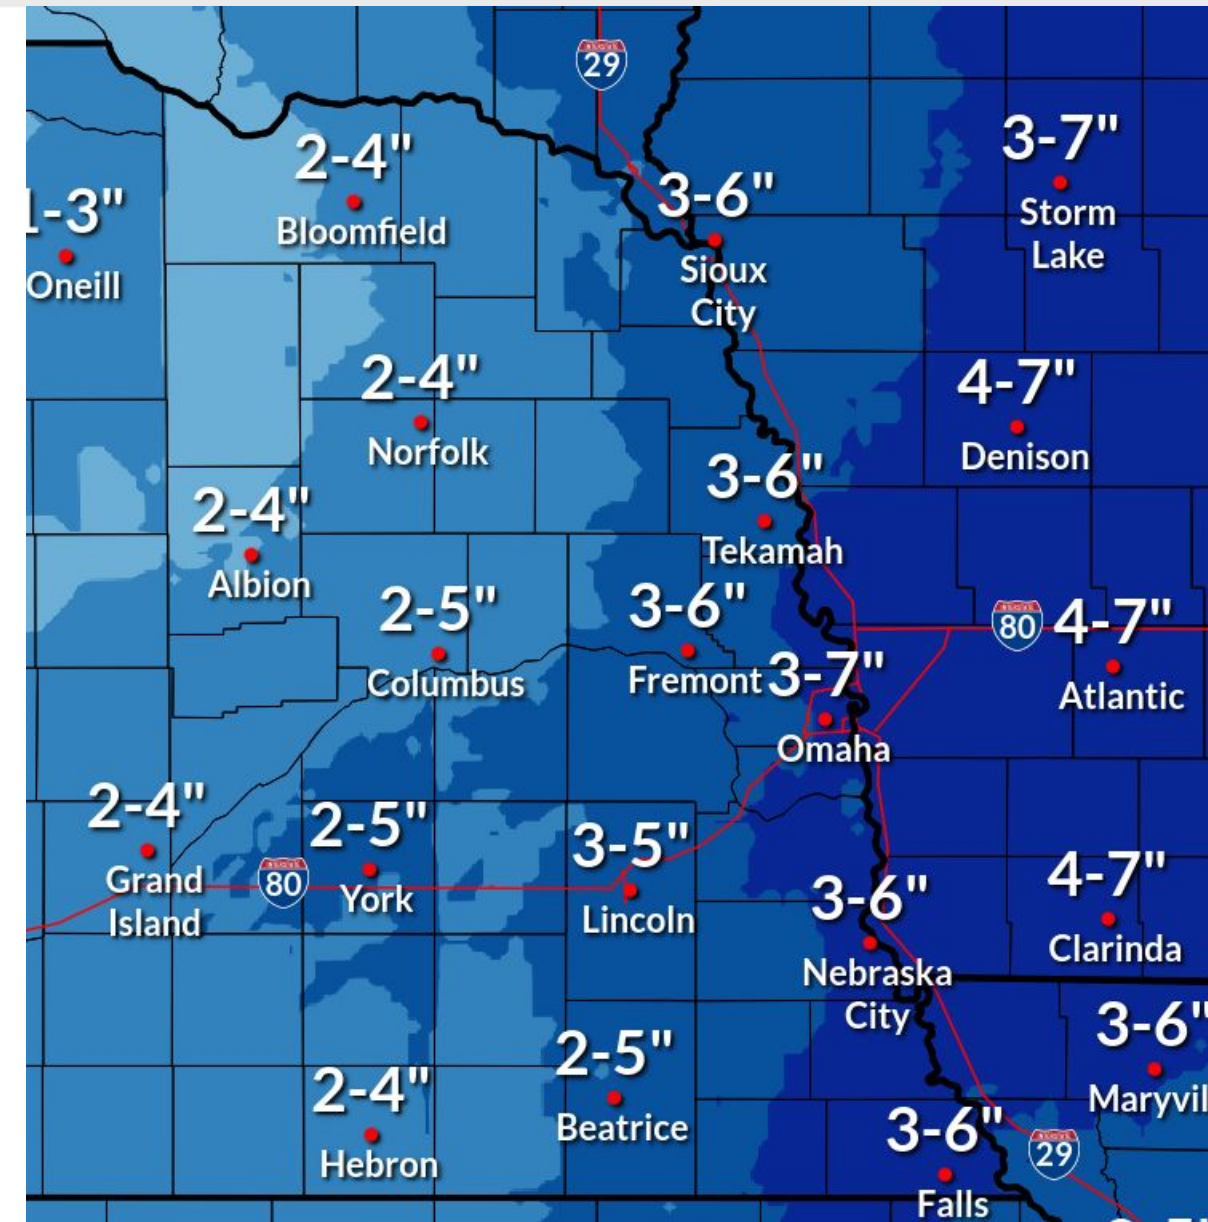 29
3-7"
Storm
Lake
2-4"
Bloomfield
3-6"
Sioux
City
1-3"
Oneill
2-4"
Norfolk
4-7"
Denison
3-6"
Tekamah
2-4"
Albion
2-5"
Columbus
3-6"
Fremont
3-7"
Omaha
80
4-7"
Atlantic
2-4"
Grand
Island
80
2-5"
York
3-5"
Lincoln
3-6"
Nebraska
City
4-7"
Clarinda
3-6"
Maryvil
2-5"
Beatrice
2-4"
Hebron
3-6"
Falls
29